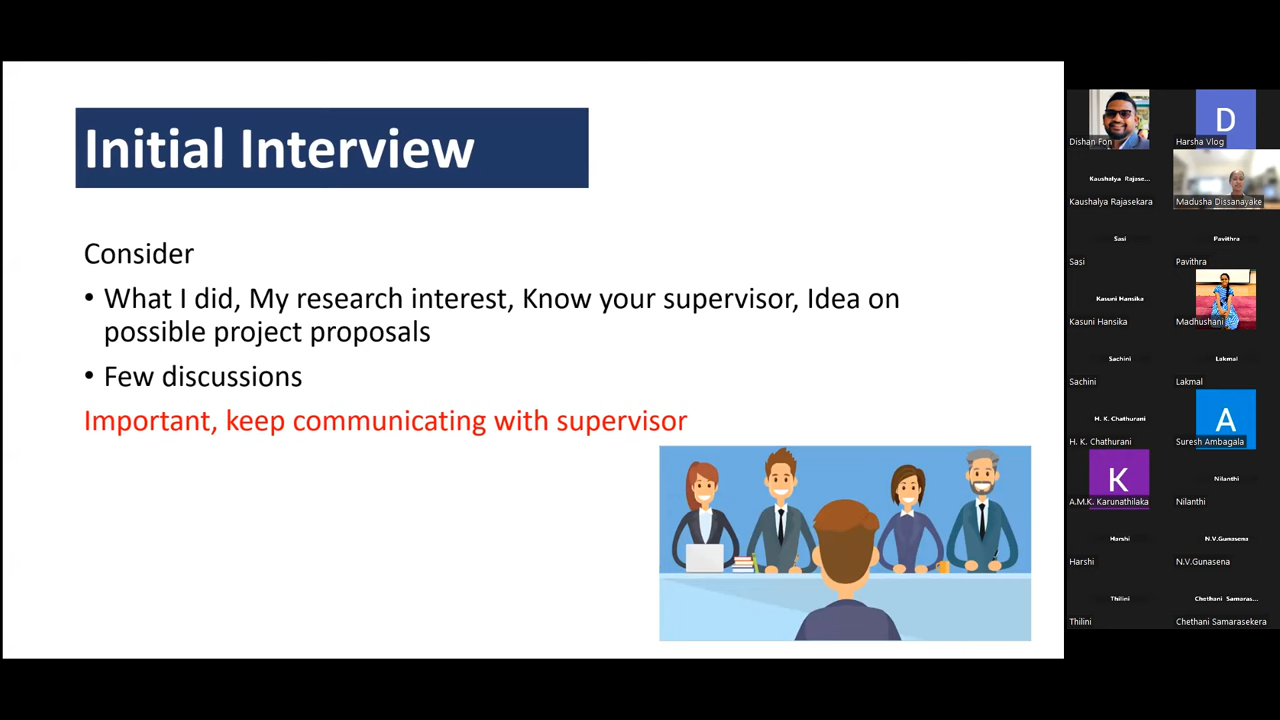 Initial Interview
Consider
• What I did, My research interest, Know your supervisor, Idea on
possible project proposals
• Few discussions
Important, keep communicating with supervisor
Dishan Fon
D
Harsha Vlog
Kaushalya Rajase...
Kaushalya Rajasekara
Madusha Dissanayake
Sasi
Sasi
Pavithra
Pavithra
Kasuni Hansika
Kasuni Hansika
Madhushani
Sachini
Sachini
Lakmal
Lakmal
H. K. Chathurani
H. K. Chathurani
A
Suresh Ambagala
K
A.M.K. Karunathilaka
Nilanthi
Nilanthi
Harshi
Harshi
N.V.Gunasena
N.V.Gunasena
Thilini
Thilini
Chethani Samaras...
Chethani Samarasekera